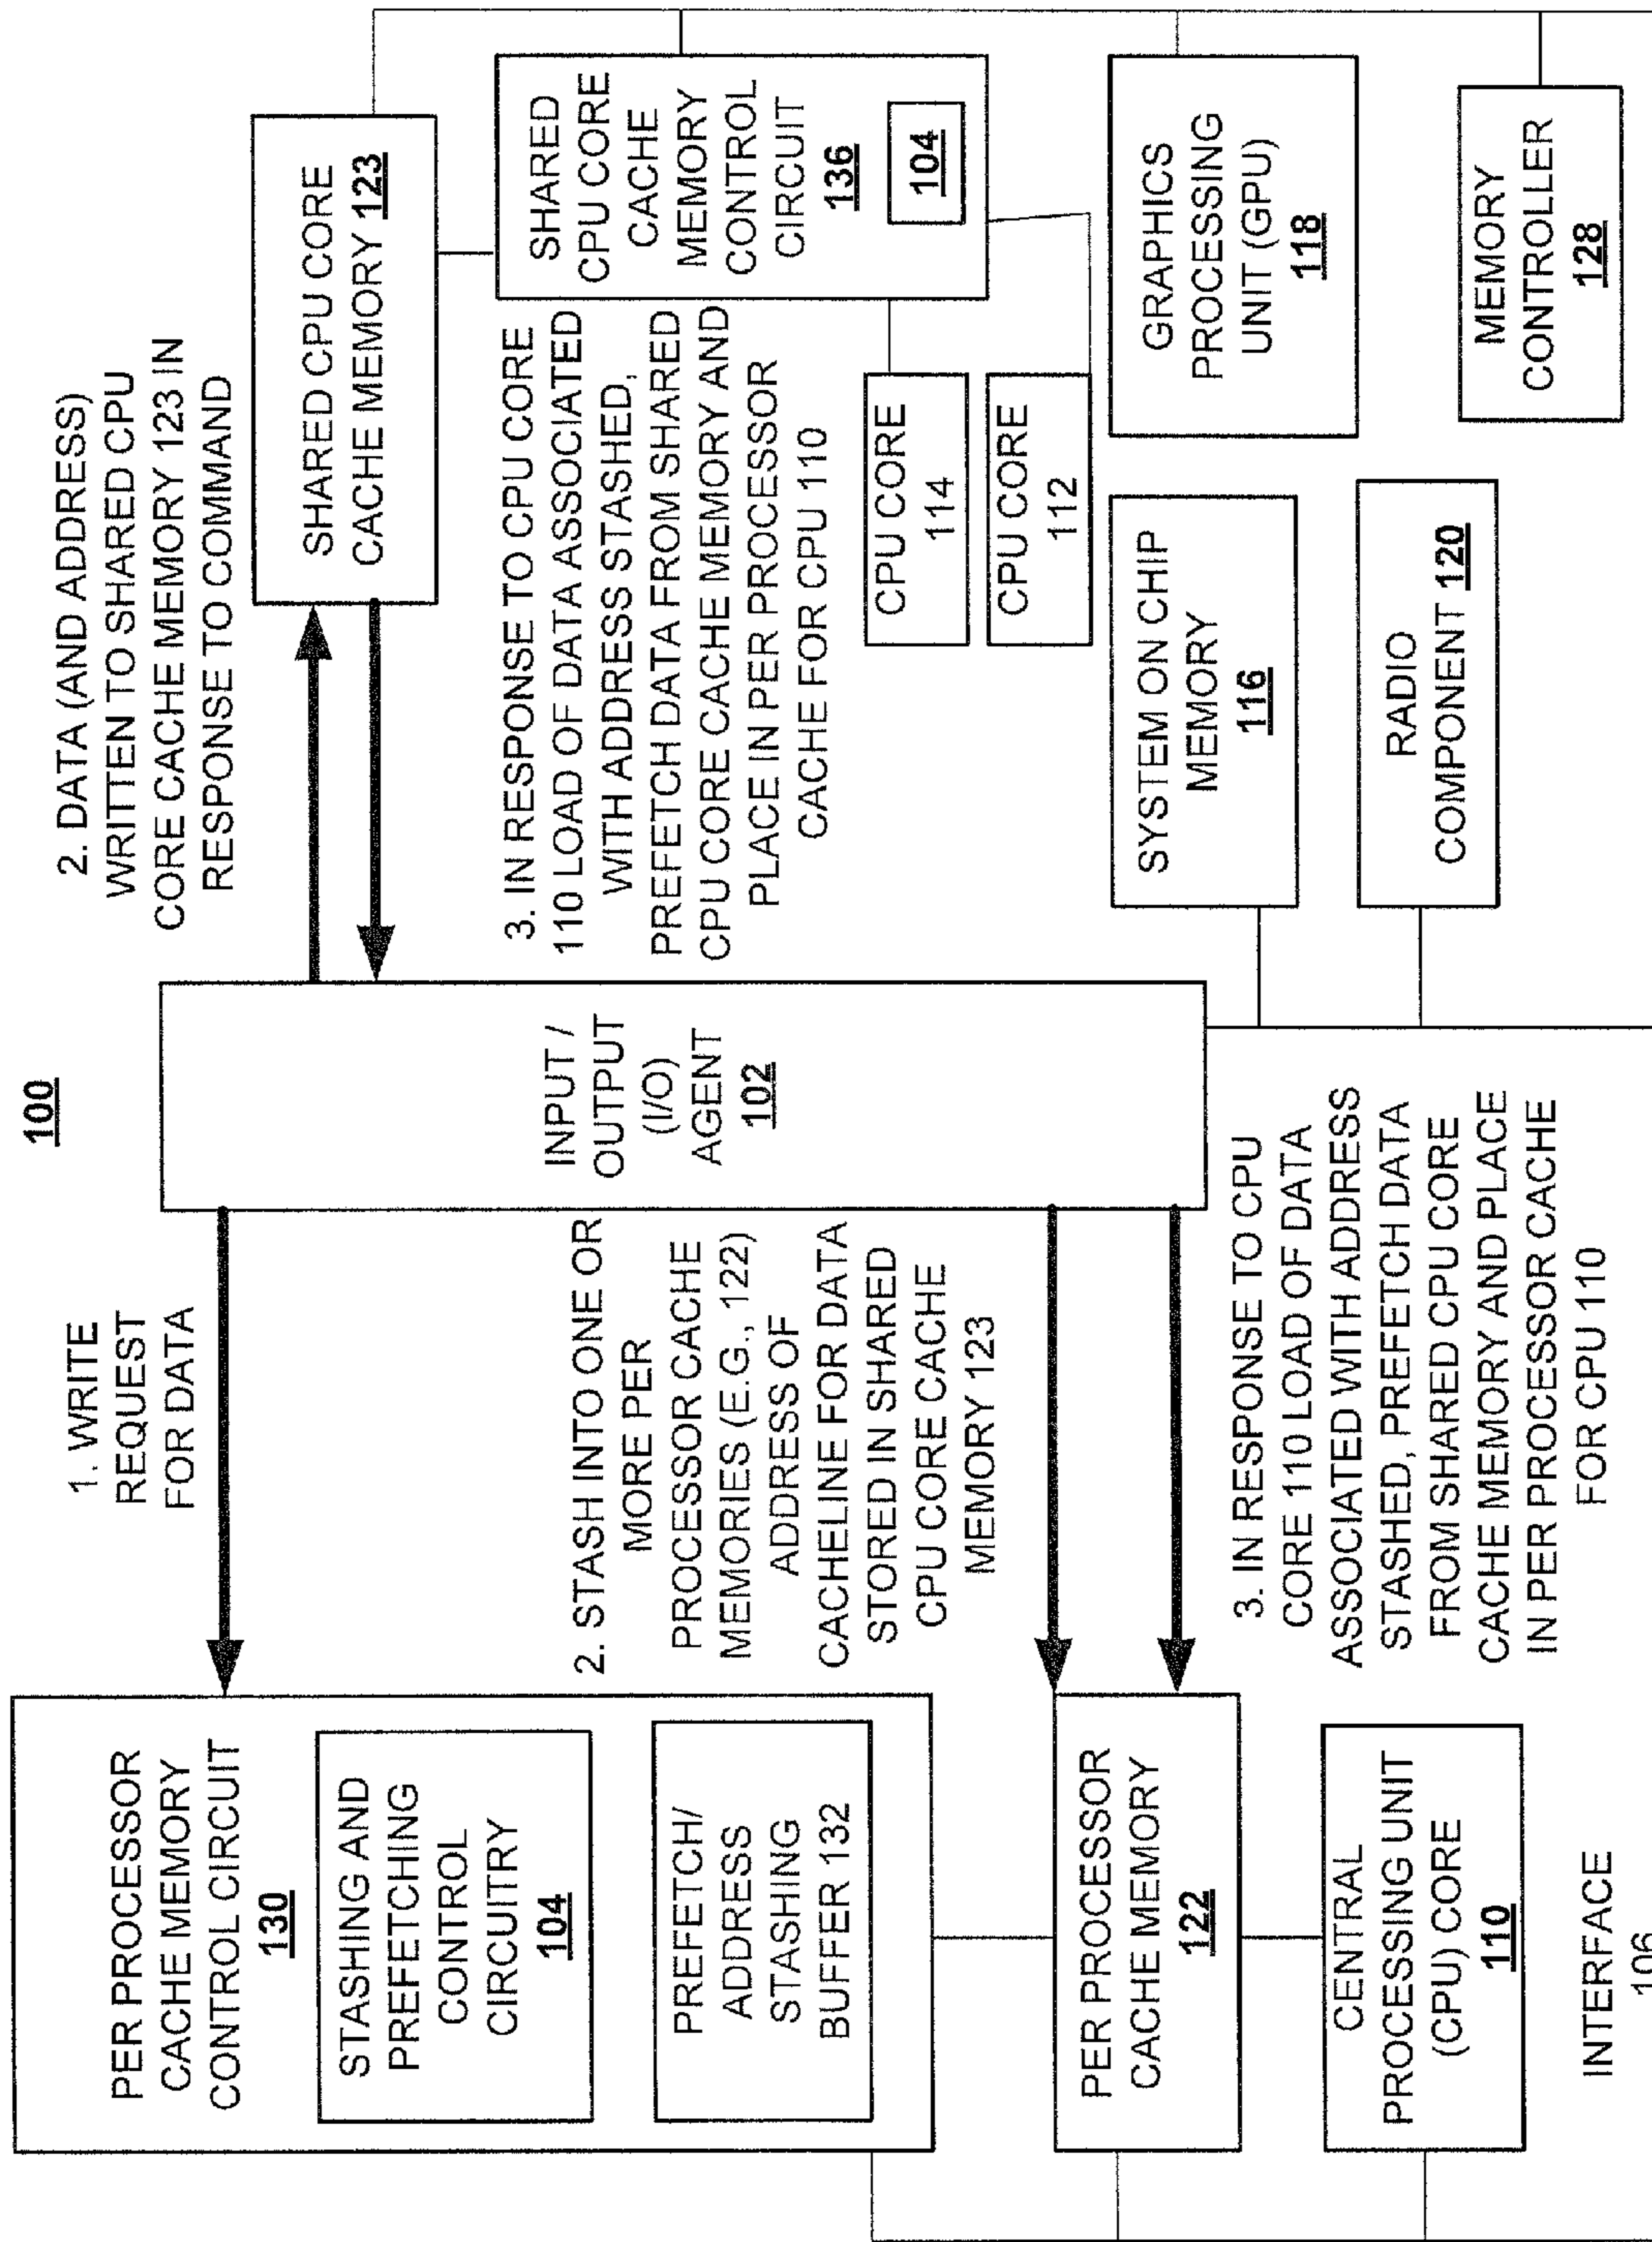 100
PER PROCESSOR
CACHE MEMORY
CONTROL CIRCUIT
130
STASHING AND
PREFETCHING
CONTROL
CIRCUITRY
104
PREFETCH/
ADDRESS
STASHING
BUFFER 132
PER PROCESSOR
CACHE MEMORY
122
CENTRAL
PROCESSING UNIT
(CPU) CORE
110
INTERFACE
106
1. WRITE
REQUEST
FOR DATA
2. STASH INTO ONE OR
MORE PER
PROCESSOR CACHE
MEMORIES (E.G., 122)
ADDRESS OF
CACHELINE FOR DATA
STORED IN SHARED
CPU CORE CACHE
MEMORY 123
3. IN RESPONSE TO CPU
CORE 110 LOAD OF DATA
ASSOCIATED WITH ADDRESS
STASHED, PREFETCH DATA
FROM SHARED CPU CORE
CACHE MEMORY AND PLACE
IN PER PROCESSOR CACHE
FOR CPU 110
INPUT /
OUTPUT
(I/O)
AGENT
102
2. DATA (AND ADDRESS)
WRITTEN TO SHARED CPU
CORE CACHE MEMORY 123 IN
RESPONSE TO COMMAND
3. IN RESPONSE TO CPU CORE
110 LOAD OF DATA ASSOCIATED
WITH ADDRESS STASHED,
PREFETCH DATA FROM SHARED
CPU CORE CACHE MEMORY AND
PLACE IN PER PROCESSOR
CACHE FOR CPU 110
SHARED CPU CORE
CACHE MEMORY 123
SHARED
CPU CORE
CACHE
MEMORY
CONTROL
CIRCUIT
136
104
CPU CORE
114
CPU CORE
112
SYSTEM ON CHIP
MEMORY
116
GRAPHICS
PROCESSING
UNIT (GPU)
118
RADIO
COMPONENT 120
MEMORY
CONTROLLER
128